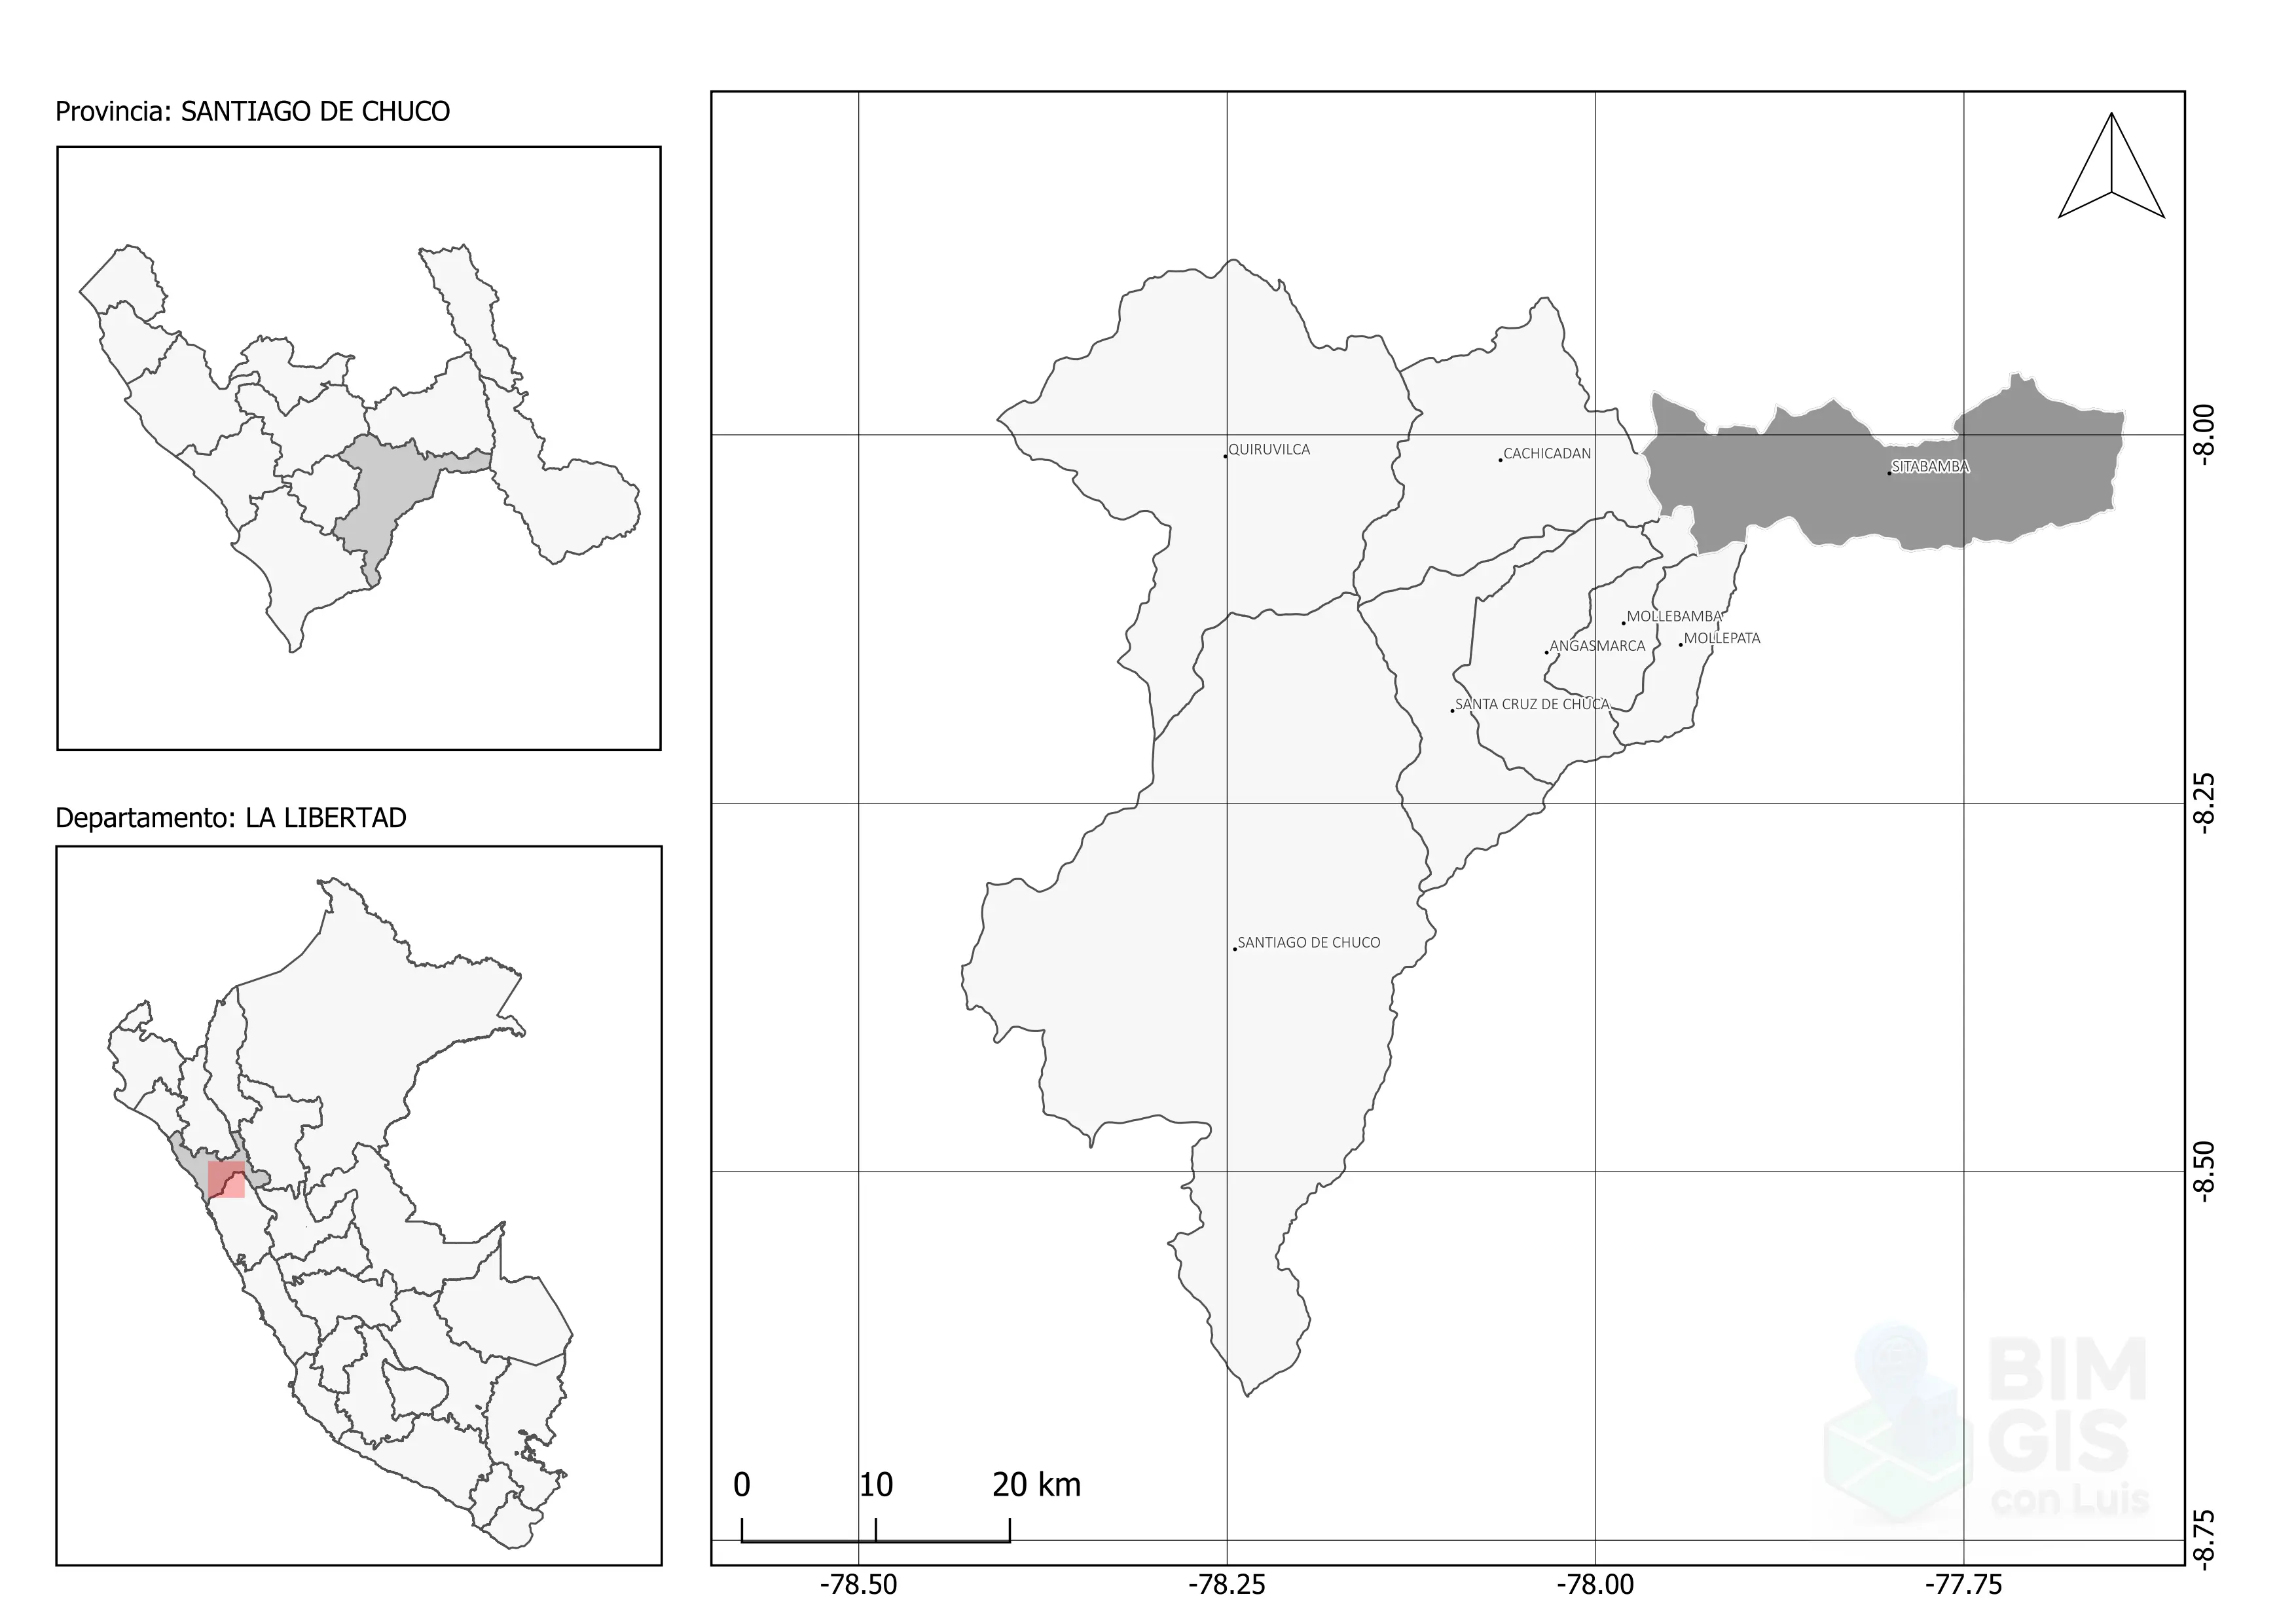 Provincia: SANTIAGO DE CHUCO
Departamento: LA LIBERTAD
QUIRUVILCA
CACHICADAN
SITABAMBA
MOLLEBAMBA
MOLLEPATA
ANGASMARCA
SANTA CRUZ DE CHUCA
SANTIAGO DE CHUCO
-8.00
-8.25
-8.50
-8.75
BIM
GIS
con Luis
0 10 20 km
-78.50 -78.25 -78.00 -77.75